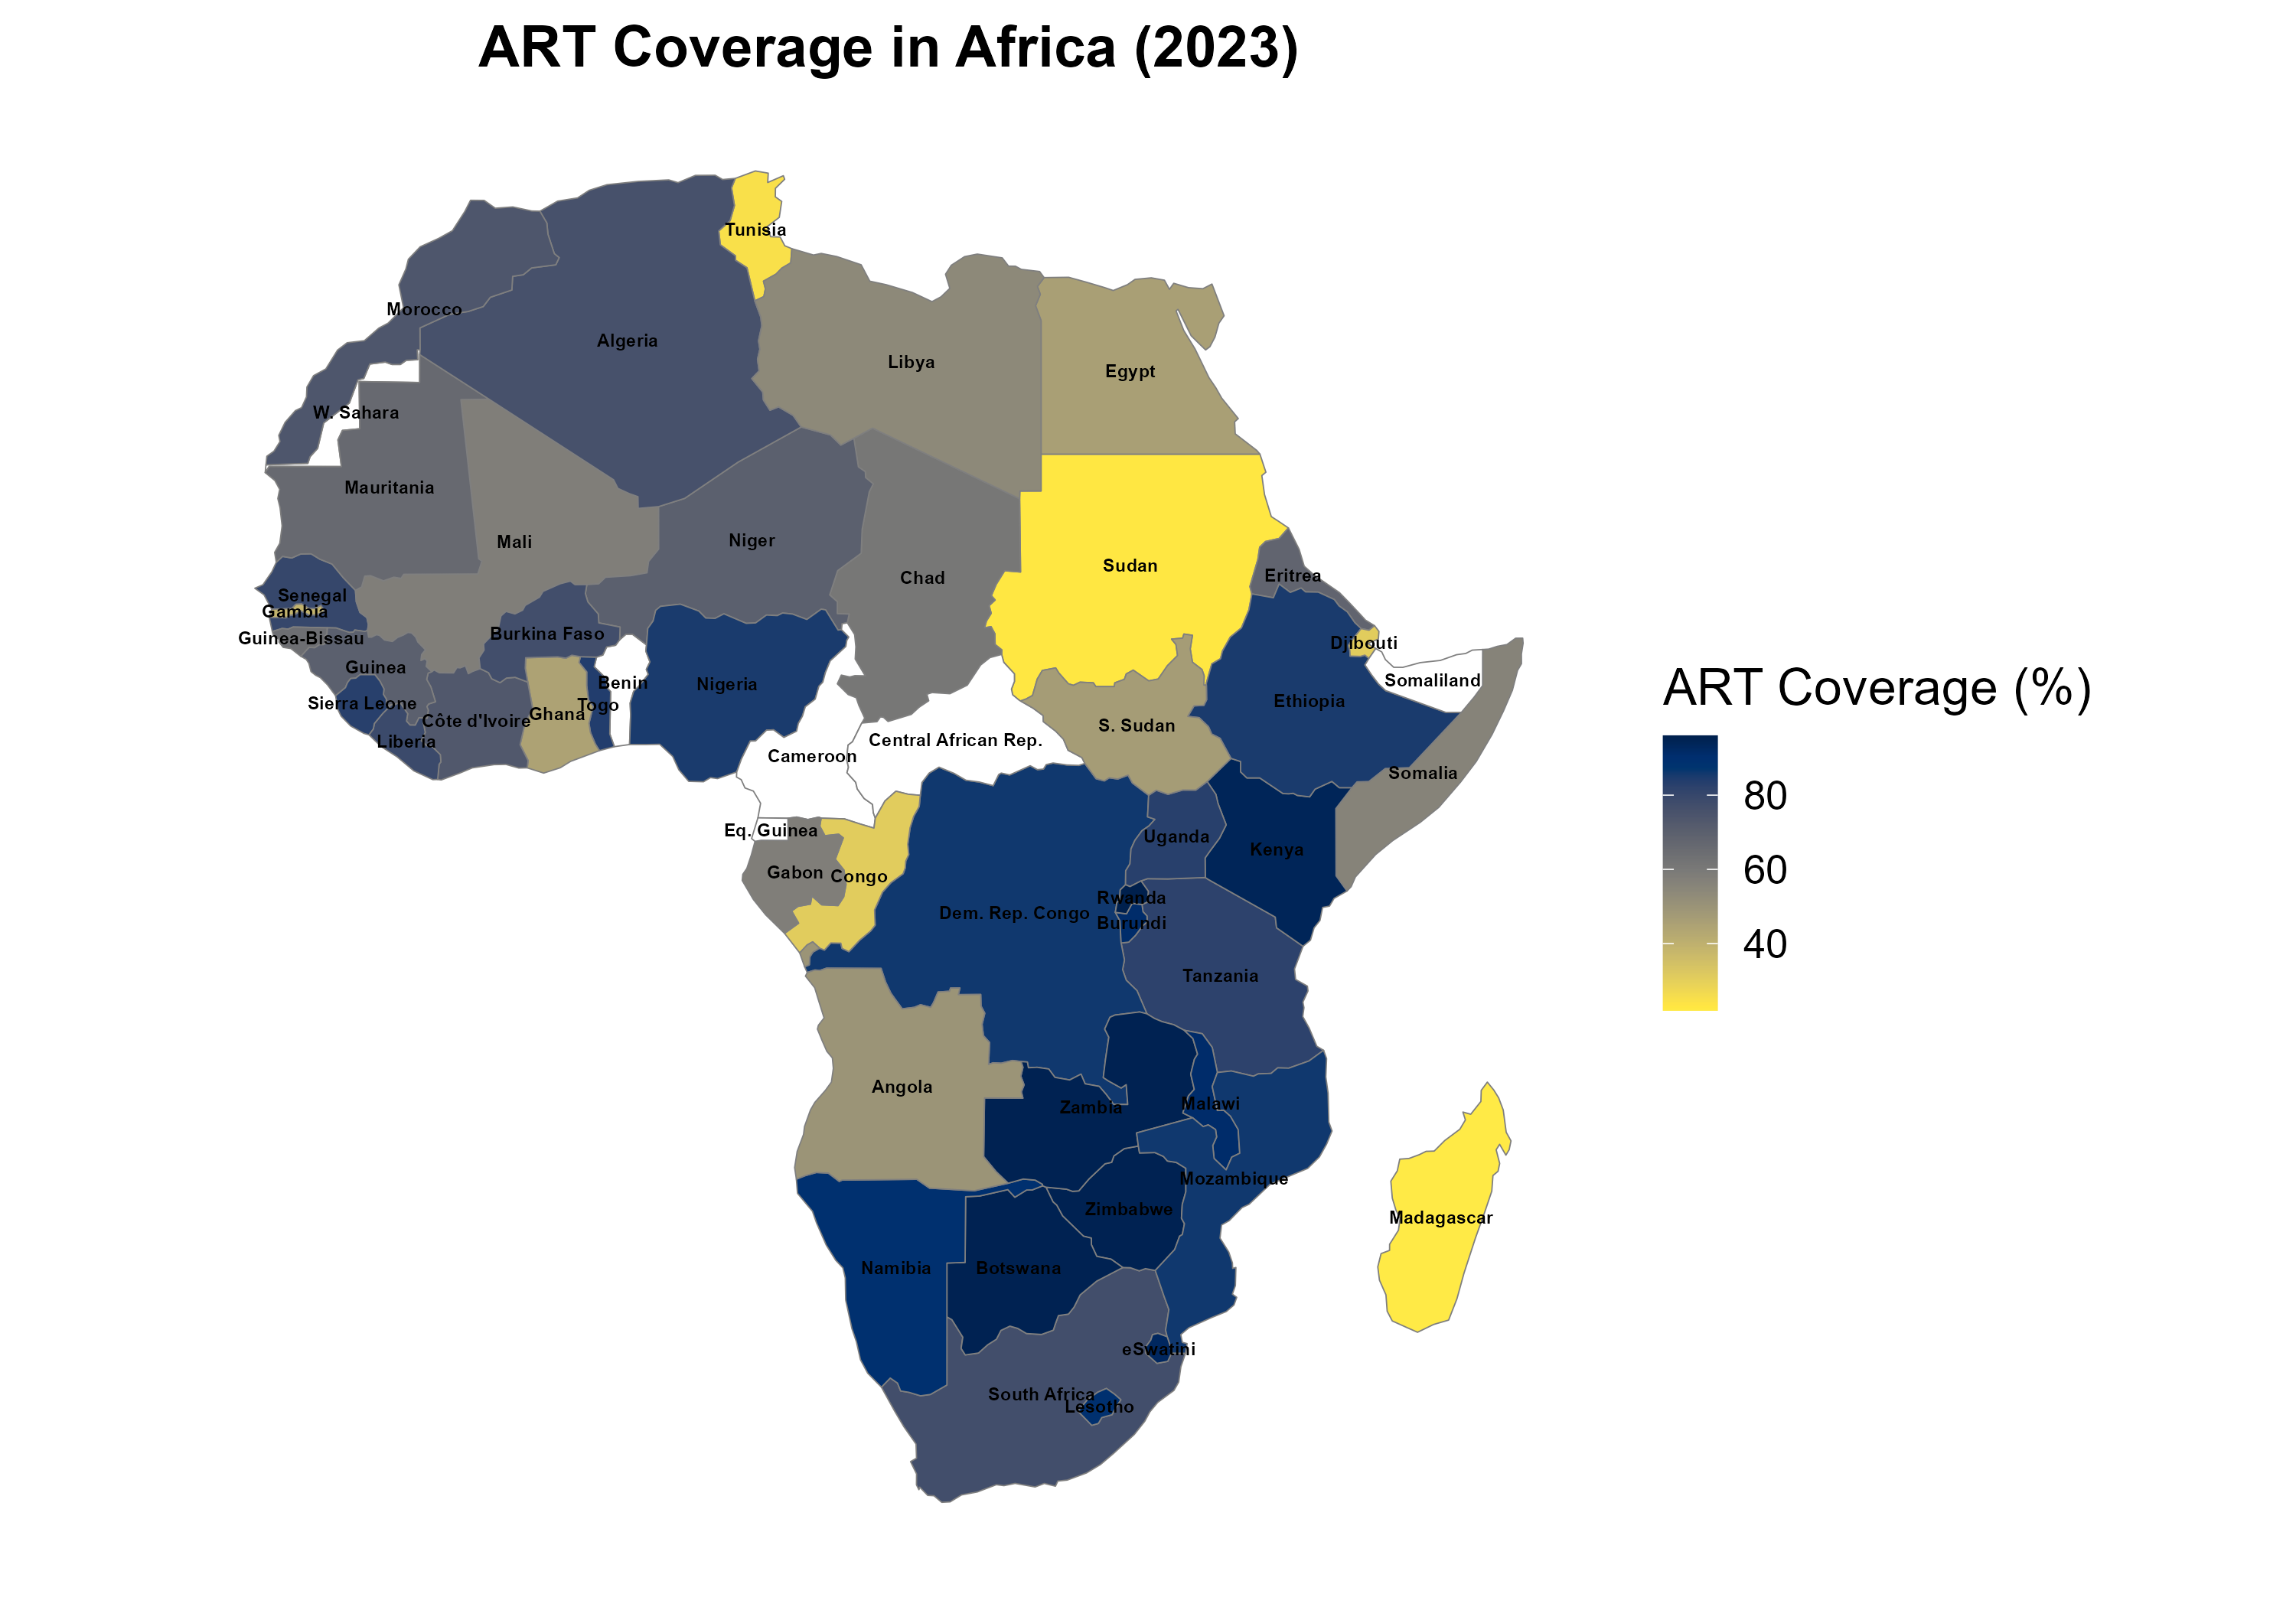 ART Coverage in Africa (2023)
Tunisia
Morocco
Algeria
Libya
Egypt
W. Sahara
Mauritania
Mali
Niger
Chad
Sudan
Eritrea
Senegal
Gambia
Guinea-Bissau
Burkina Faso
Djibouti
Guinea
Benin
Nigeria
Somaliland
Sierra Leone
Togo
Ethiopia
Côte d'Ivoire
Ghana
S. Sudan
Liberia
Central African Rep.
Cameroon
Somalia
Eq. Guinea
Uganda
Kenya
Gabon
Congo
Rwanda
Dem. Rep. Congo
Burundi
Tanzania
Angola
Zambia
Malawi
Mozambique
Zimbabwe
Madagascar
Namibia
Botswana
eSwatini
South Africa
Lesotho
ART Coverage (%)
80
60
40